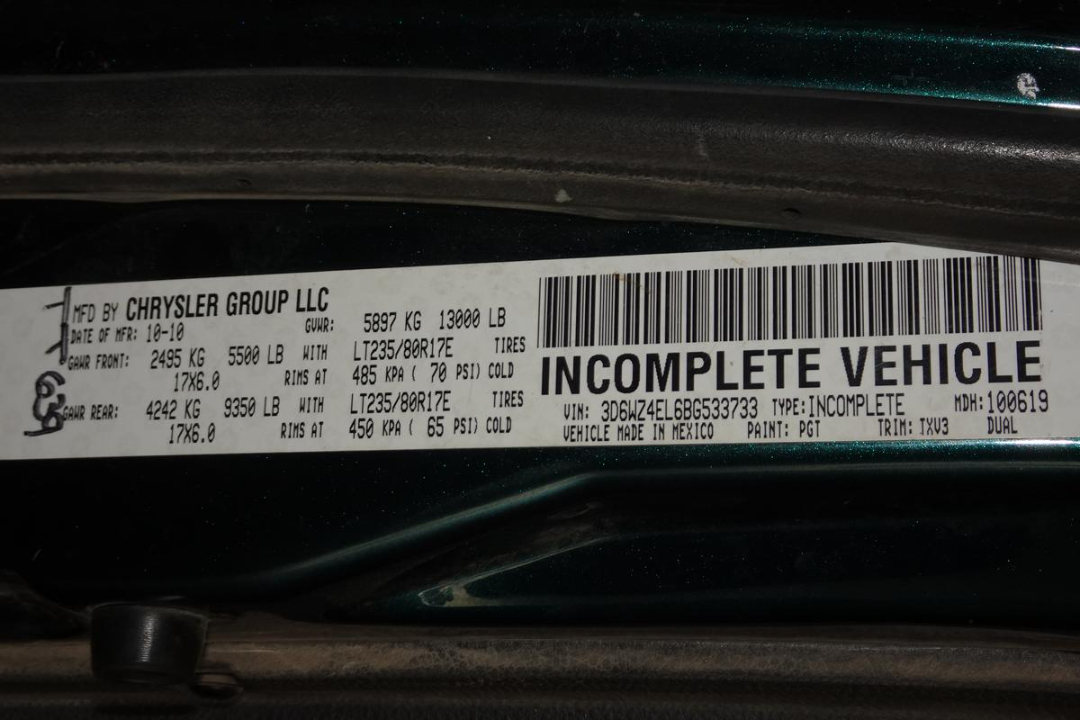 MFD BY CHRYSLER GROUP LLC
DATE OF MFR: 10-10 GVWR: 5897 KG 13000 LB
GAWR FRONT: 2495 KG 5500 LB WITH LT235/80R17E TIRES
17X6.0 RIMS AT 485 KPA ( 70 PSI) COLD
GAWR REAR: 4242 KG 9350 LB WITH LT235/80R17E
17X6.0 RIMS AT 450 KPA ( 65 PSI) COLD
INCOMPLETE VEHICLE
VIN: 3D6WZ4EL6BG533733 TYPE: INCOMPLETE MDH: 100619
VEHICLE MADE IN MEXICO PAINT: PGT TRIM: TXV3 DUAL